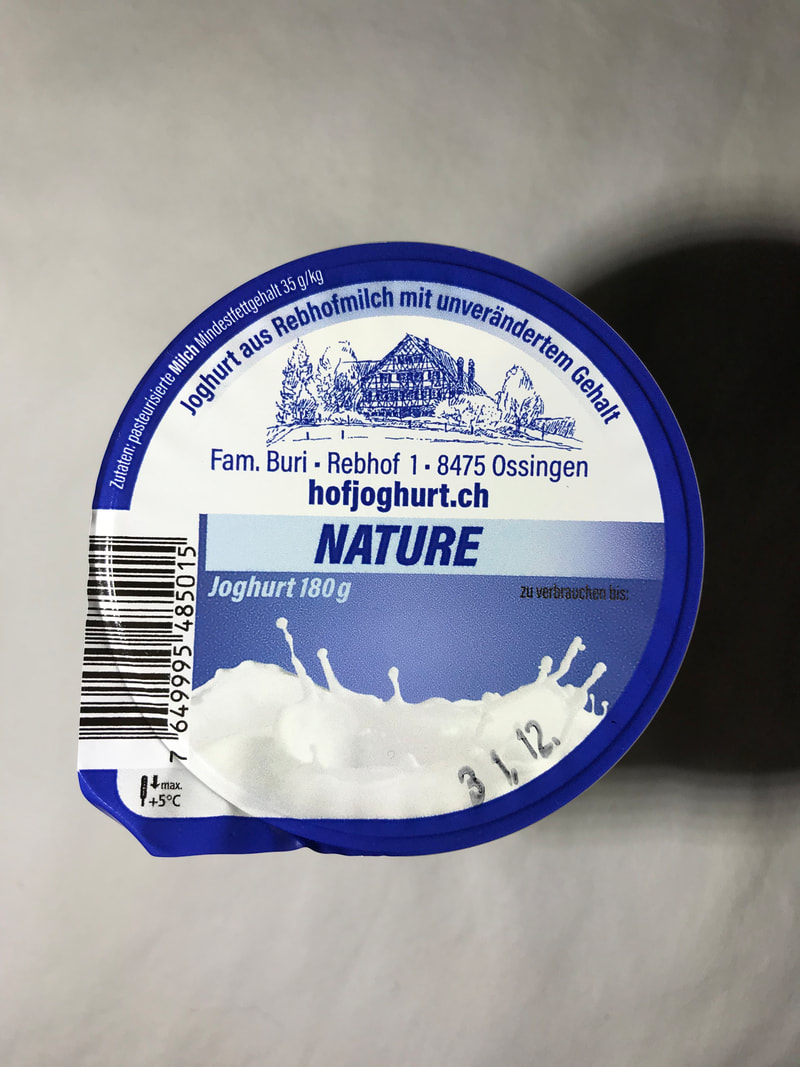 Zutaten: pasteurisierte Milch Mindestfettgehalt 35 g/kg
Joghurt aus Rebhofmilch mit unverändertem Gehalt
Fam. Buri • Rebhof 1 • 8475 Ossingen
hofjoghurt.ch
NATURE
Joghurt 180 g
zu verbrauchen bis:
31.12.
7 649995 485015
max.
+5°C